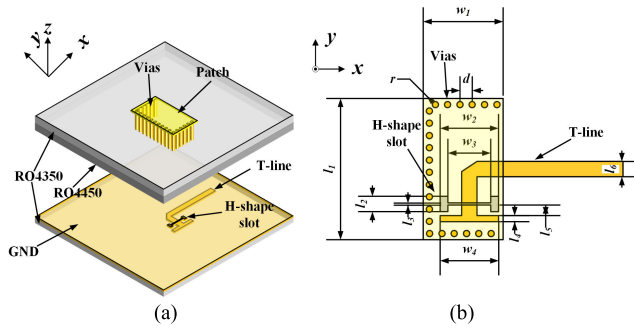 y z x
Vias
Patch
T-line
RO4350
RO4450
H-shape
slot
GND
(a)
y
x
w1
Vias
d
r
w2
H-shape
slot
w3
T-line
l1
l2
l3
l4
l5
l6
w4
(b)